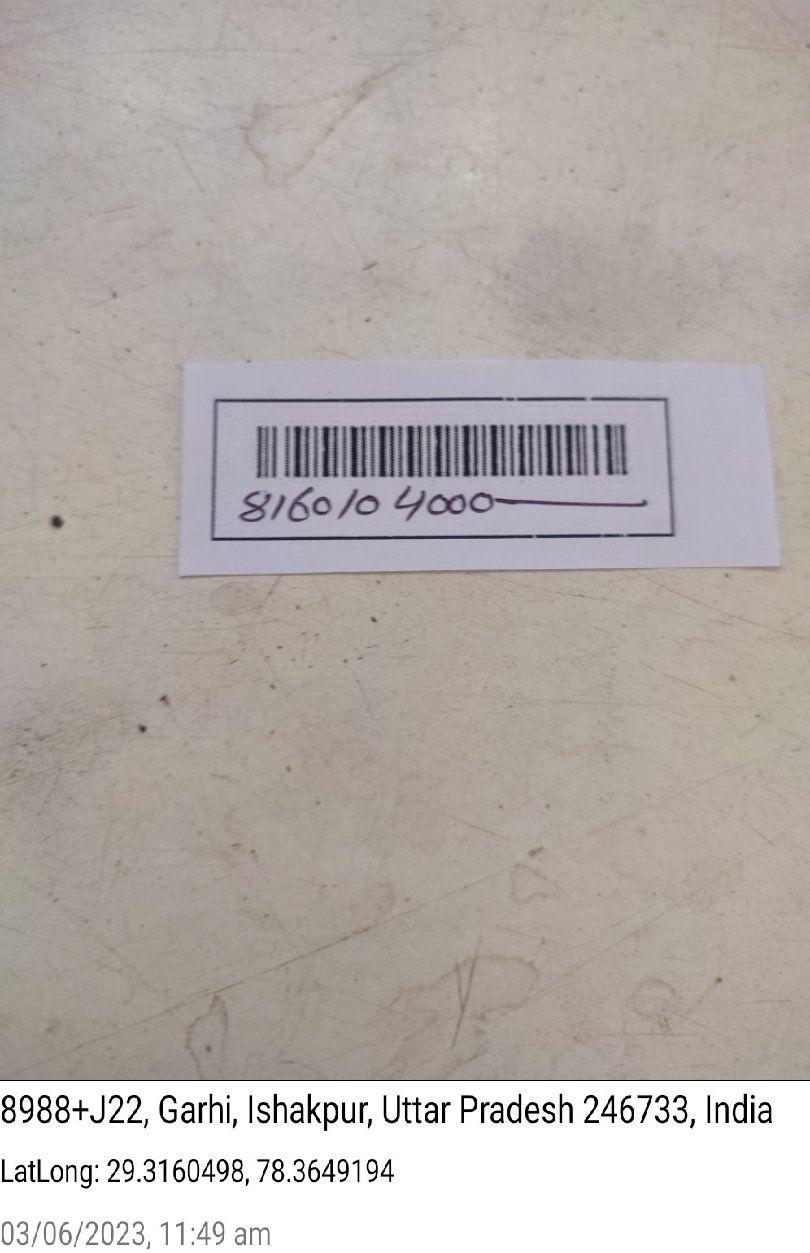 8160104000
8988+J22, Garhi, Ishakpur, Uttar Pradesh 246733, India
LatLong: 29.3160498, 78.3649194
03/06/2023, 11:49 am